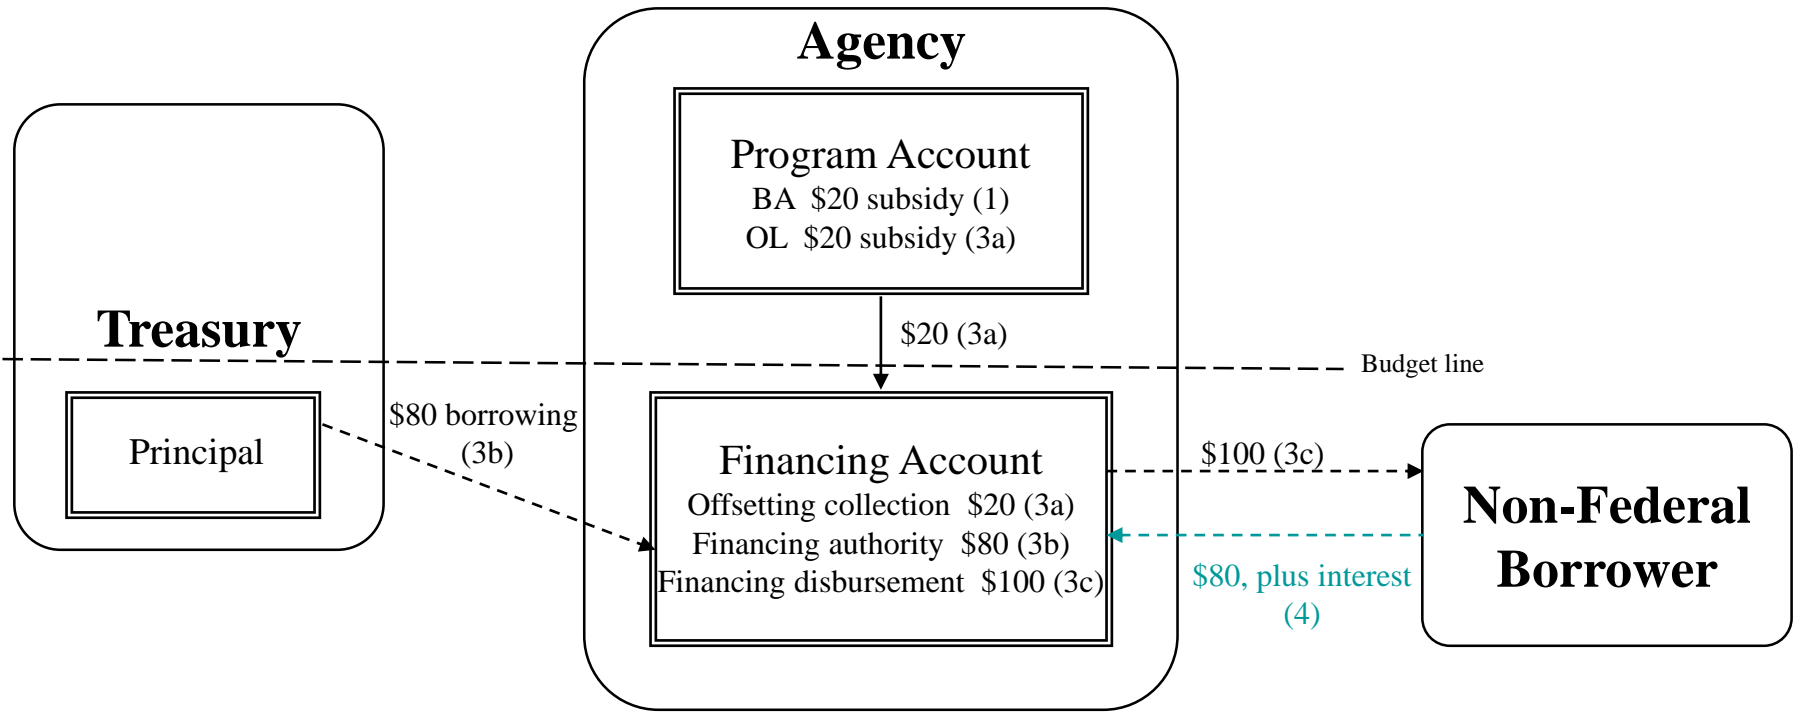 Agency
Program Account
BA  $20 subsidy (1)
OL  $20 subsidy (3a)
Treasury
$20 (3a)
Budget line
Principal
$80 borrowing
(3b)
Financing Account
Offsetting collection  $20 (3a)
Financing authority  $80 (3b)
Financing disbursement  $100 (3c)
$100 (3c)
$80, plus interest
(4)
Non-Federal
Borrower